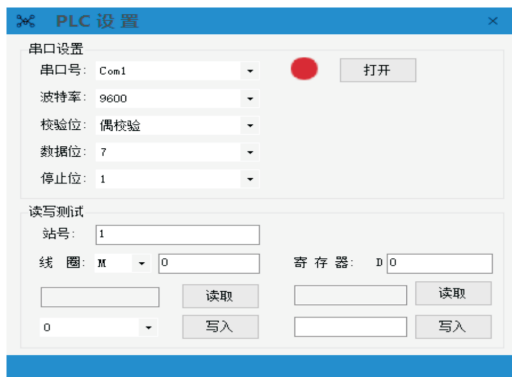 PLC 设 置
串口设置
串口号: Com1
打开
波特率: 9600
校验位: 偶校验
数据位: 7
停止位: 1
读写测试
站号: 1
线 圈: M 0 寄 存 器: D 0
读取 读取
0 写入 写入